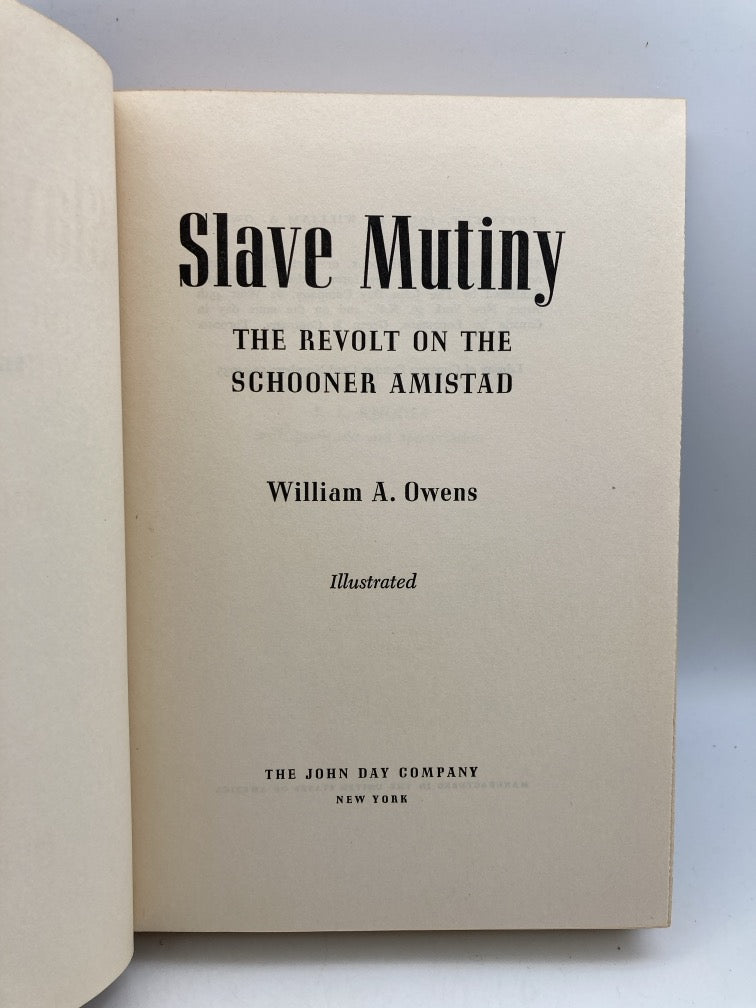 Slave Mutiny
THE REVOLT ON THE
SCHOONER AMISTAD
William A. Owens
Illustrated
THE JOHN DAY COMPANY
NEW YORK